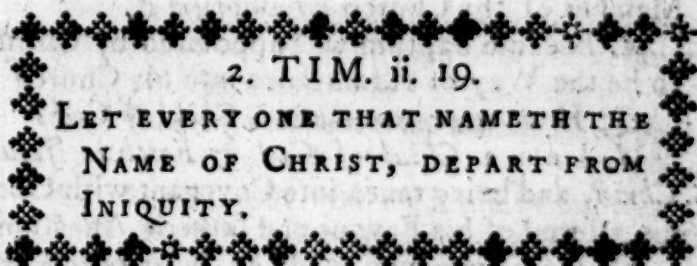 2. TIM. ii. 19.
LET EVERY ONE THAT NAMETH THE
NAME OF CHRIST, DEPART FROM
INIQUITY.